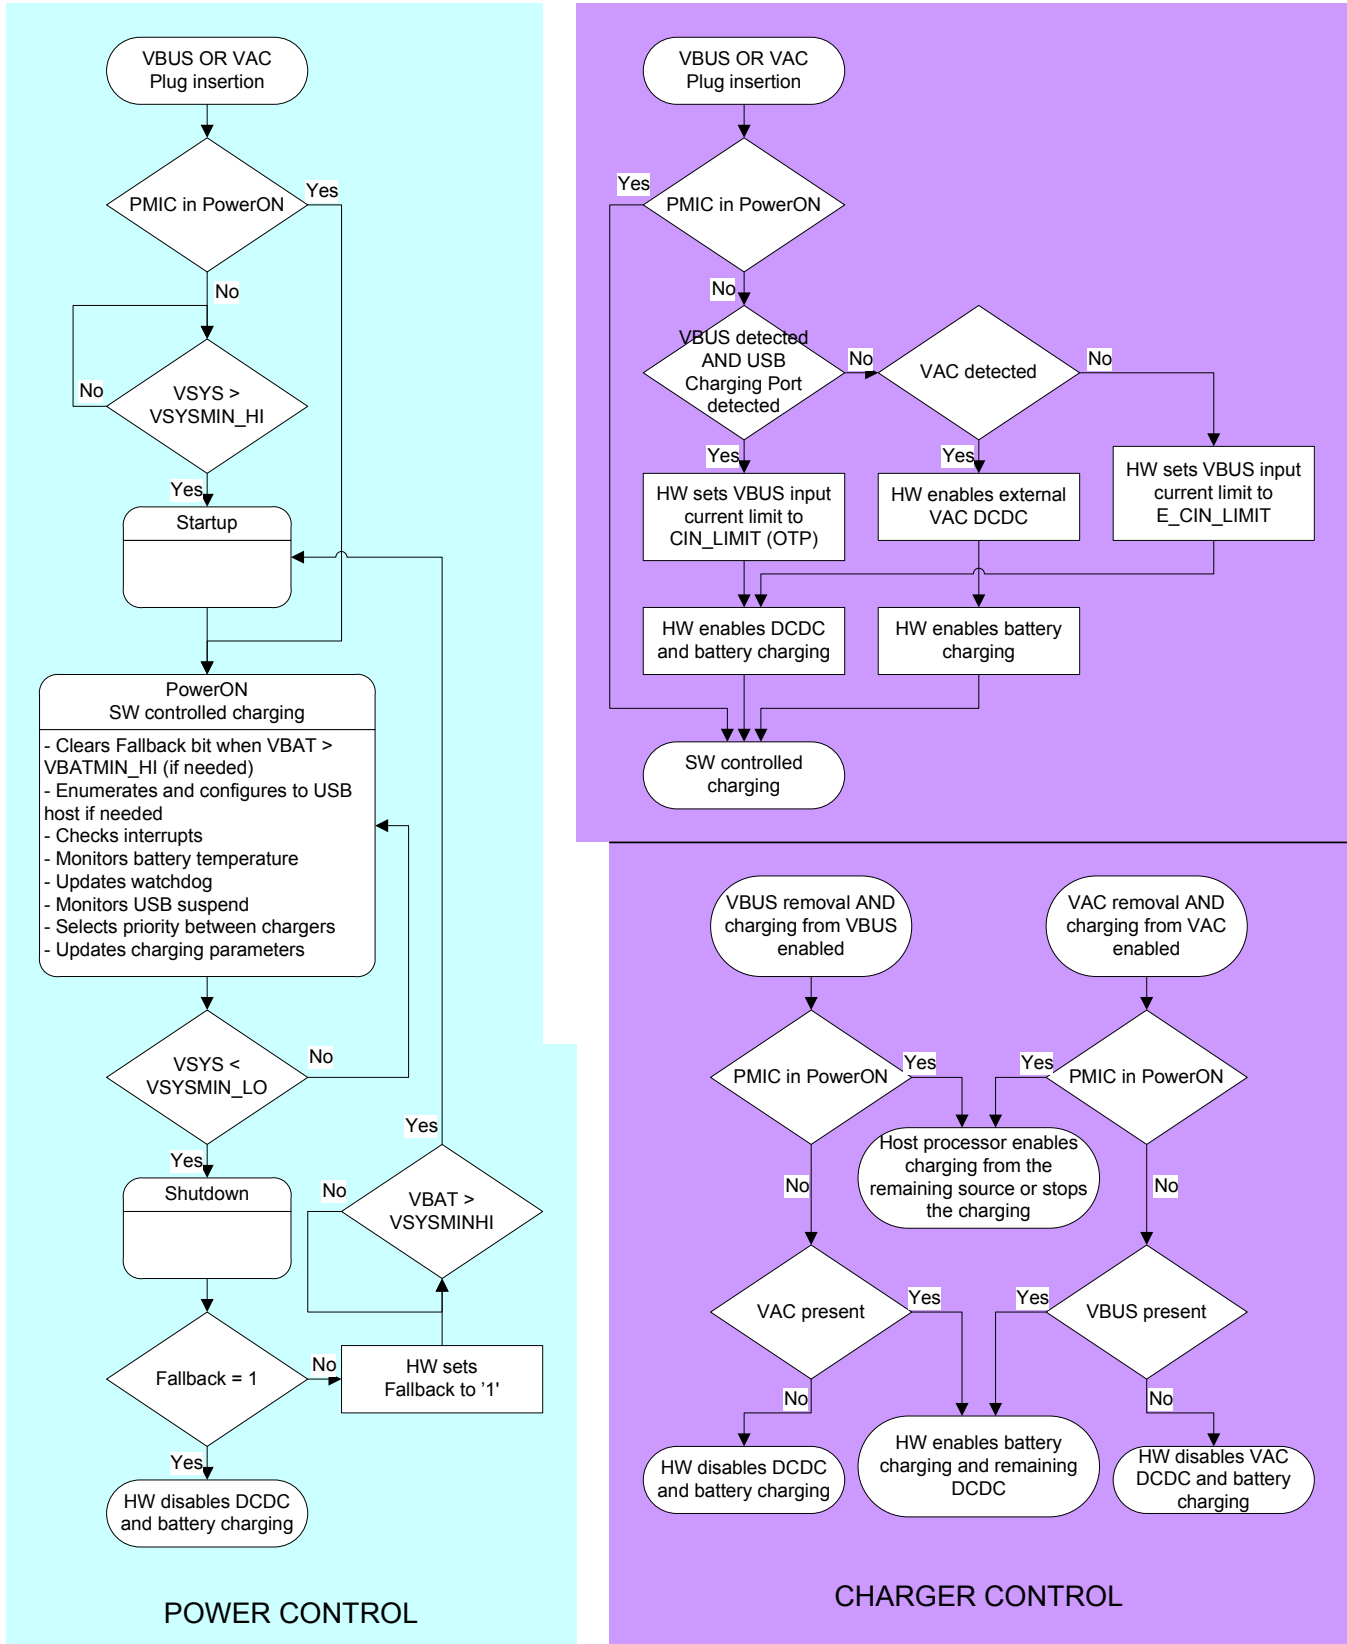 VBUS OR VAC
Plug insertion
PMIC in PowerON
Yes
No
VSYS >
VSYSMIN_HI
No
Yes
Startup
PowerON
SW controlled charging
- Clears Fallback bit when VBAT >
VBATMIN_HI (if needed)
- Enumerates and configures to USB
host if needed
- Checks interrupts
- Monitors battery temperature
- Updates watchdog
- Monitors USB suspend
- Selects priority between chargers
- Updates charging parameters
VSYS <
VSYSMIN_LO
No
Yes
Shutdown
Fallback = 1
No
HW sets
Fallback to '1'
VBAT >
VSYSMINHI
No
Yes
Yes
HW disables DCDC
and battery charging
POWER CONTROL
VBUS OR VAC
Plug insertion
PMIC in PowerON
Yes
No
VBUS detected
AND USB
Charging Port
detected
No
VAC detected
No
Yes
Yes
HW sets VBUS input
current limit to
CIN_LIMIT (OTP)
HW enables external
VAC DCDC
HW sets VBUS input
current limit to
E_CIN_LIMIT
HW enables DCDC
and battery charging
HW enables battery
charging
SW controlled
charging
VBUS removal AND
charging from VBUS
enabled
VAC removal AND
charging from VAC
enabled
PMIC in PowerON
Yes
Yes
PMIC in PowerON
Host processor enables
charging from the
remaining source or stops
the charging
No
No
VAC present
Yes
Yes
VBUS present
No
No
HW disables DCDC
and battery charging
HW enables battery
charging and remaining
DCDC
HW disables VAC
DCDC and battery
charging
CHARGER CONTROL